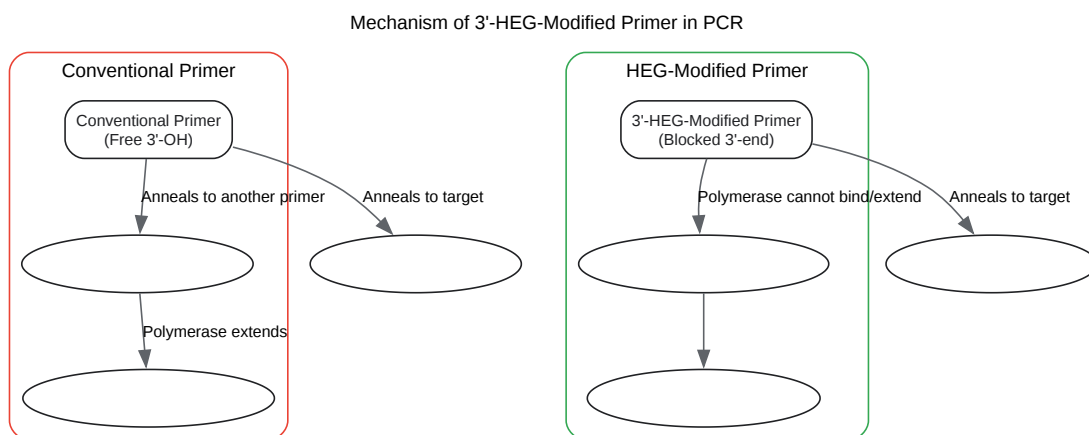 Mechanism of 3'-HEG-Modified Primer in PCR
Conventional Primer
HEG-Modified Primer
Conventional Primer
(Free 3'-OH)
3'-HEG-Modified Primer
(Blocked 3'-end)
Anneals to another primer
Anneals to target
Polymerase cannot bind/extend
Anneals to target
Polymerase extends